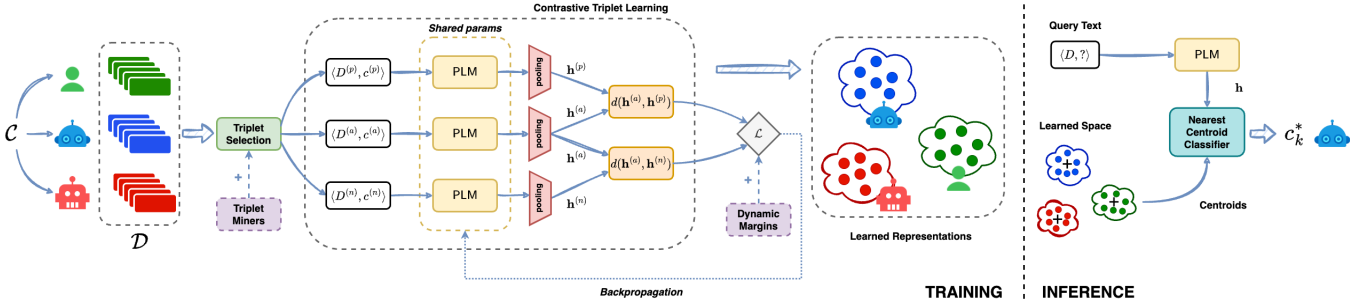 Contrastive Triplet Learning
Shared params
𝒞
𝒟
Triplet
Selection
+
Triplet
Miners
⟨D^(p), c^(p)⟩
PLM
pooling
h^(p)
⟨D^(a), c^(a)⟩
PLM
pooling
h^(a)
h^(a)
⟨D^(n), c^(n)⟩
PLM
pooling
h^(n)
d(h^(a), h^(p))
d(h^(a), h^(n))
ℒ
+
Dynamic
Margins
Backpropagation
Learned Representations
TRAINING
INFERENCE
Query Text
⟨D, ?⟩
PLM
h
Learned Space
Nearest
Centroid
Classifier
c*_k
+
+
+
Centroids